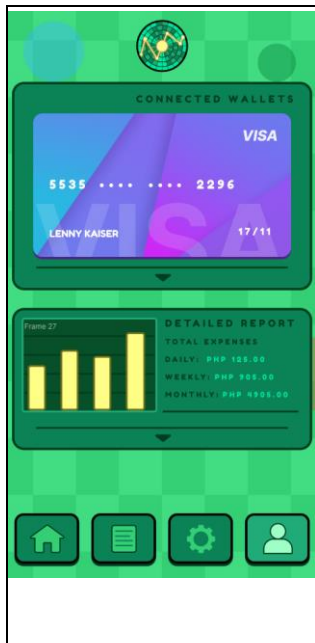 CONNECTED WALLETS
VISA
5535 •••• •••• 2296
VISA
LENNY KAISER
17/11
Frame 27
DETAILED REPORT
TOTAL EXPENSES
DAILY: PHP 125.00
WEEKLY: PHP 905.00
MONTHLY: PHP 4905.00